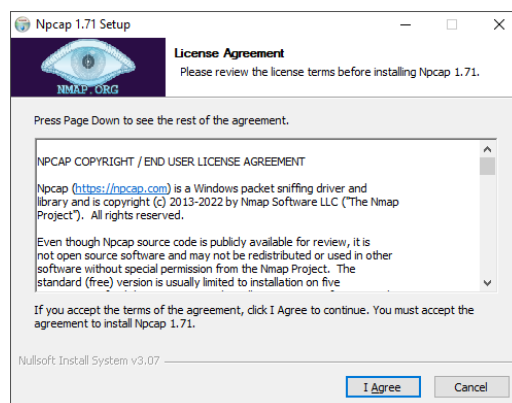 Npcap 1.71 Setup
NMAP.ORG
License Agreement
Please review the license terms before installing Npcap 1.71.
Press Page Down to see the rest of the agreement.
NPCAP COPYRIGHT / END USER LICENSE AGREEMENT
Npcap (https://npcap.com) is a Windows packet sniffing driver and
library and is copyright (c) 2013-2022 by Nmap Software LLC ("The Nmap
Project"). All rights reserved.
Even though Npcap source code is publicly available for review, it is
not open source software and may not be redistributed or used in other
software without special permission from the Nmap Project. The
standard (free) version is usually limited to installation on five
If you accept the terms of the agreement, click I Agree to continue. You must accept the
agreement to install Npcap 1.71.
Nullsoft Install System v3.07
I Agree
Cancel